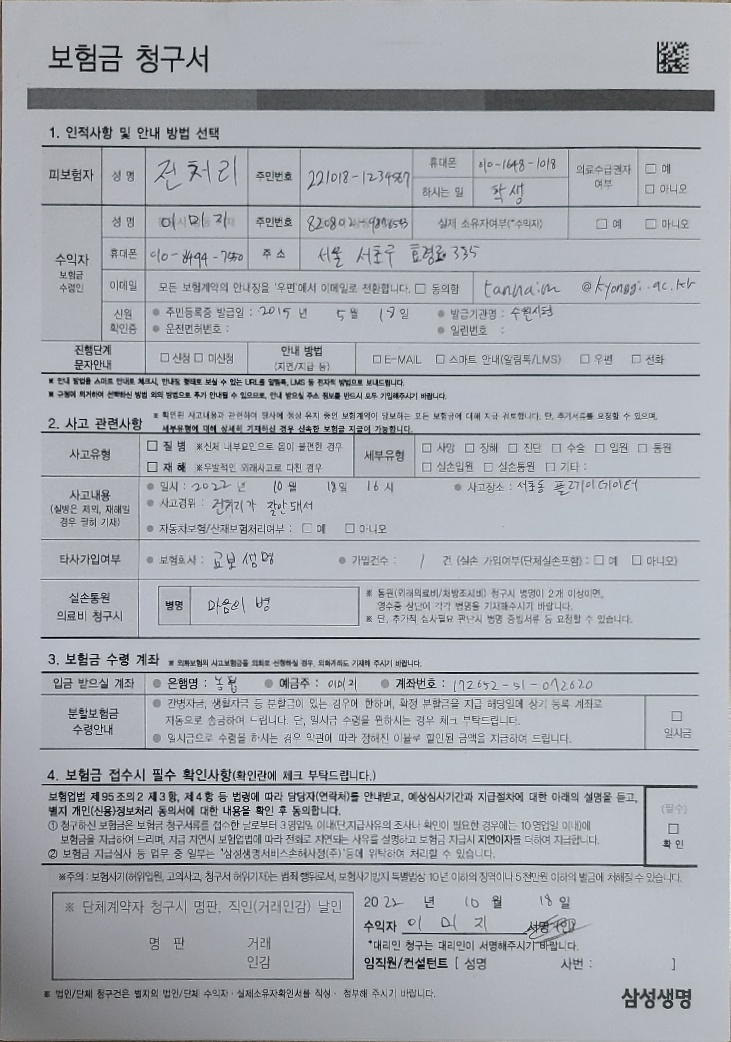 보험금 청구서
1. 인적사항 및 안내 방법 선택
피보험자 성 명 전처리 주민번호 221018-1234567 휴대폰 010-1648-1018 의료수급권자 여부 □ 예 □ 아니오
하시는 일 학생
수익자 보험금 수령인 성 명 이미지 주민번호 820802- 실제 소유자여부(*수익자) □ 예 □ 아니오
휴대폰 010-8494-7550 주 소 서울 서초구 효령로 335
이메일 모든 보험계약의 안내장을 '우편'에서 이메일로 전환합니다. □ 동의함 @kyonggi.ac.kr
신원 확인증 ● 주민등록증 발급일 : 2015 년 5 월 18 일 ● 발급기관명 : 수원시청
● 운전면허번호 : ● 일련번호 :
진행단계 문자안내 □ 신청 □ 미신청 안내 방법 (지연/지급 등) □ E-MAIL □ 스마트 안내(알림톡/LMS) □ 우편 □ 전화
※ 안내 방법을 스마트 안내로 체크시, 안내장 형태로 보실 수 있는 URL을 알림톡, LMS 등 전자적 방법으로 보내드립니다.
※ 규정에 의거하여 선택하신 방법 외의 방법으로 추가 안내될 수 있으므로, 안내 받으실 주소 정보를 반드시 모두 기입해주시기 바랍니다.
2. 사고 관련사항 ※ 확인된 사고내용과 관련하여 당사에 정상 유지 중인 보험계약이 담보하는 모든 보험금에 대해 지급 검토합니다. 단, 추가서류를 요청할 수 있으며,
세부유형에 대해 상세히 기재하신 경우 신속한 보험금 지급이 가능합니다.
사고유형 □ 질 병 ※신체 내부요인으로 몸이 불편한 경우 세부유형 □ 사망 □ 장해 □ 진단 □ 수술 □ 입원 □ 통원
□ 재 해 ※우발적인 외래사고로 다친 경우 □ 실손입원 □ 실손통원 □ 기타 :
사고내용 (질병은 제외, 재해일 경우 필히 기재) ● 일시 : 2022 년 10 월 18일 16 시 ● 사고장소 : 서초동 플레이데이터
● 사고경위 : 전처리가 잘안돼서
● 자동차보험/산재보험처리여부 : □ 예 □ 아니오
타사가입여부 ● 보험회사 : 교보생명 ● 가입건수 : 1 건 (실손 가입여부(단체실손포함) : □ 예 □ 아니오)
실손통원 의료비 청구시 병명 마음의 병 ※ 통원(외래의료비/처방조제비) 청구시 병명이 2개 이상이면,
영수증 상단에 각각 병명을 기재해주시기 바랍니다.
※ 단, 추가적 심사필요 판단시 병명 증빙서류 등 요청할 수 있습니다.
3. 보험금 수령 계좌 ※ 외화보험의 사고보험금을 외화로 신청하실 경우, 외화계좌도 기재해 주시기 바랍니다.
입금 받으실 계좌 ● 은행명 : 농협 ● 예금주 : 이미지 ● 계좌번호 : 172652-51-072620
분할보험금 수령안내 ● 간병자금, 생활자금 등 분할금이 있는 경우에 한하며, 확정 분할금을 지급 해당일에 상기 등록 계좌로
자동으로 송금하여 드립니다. 단, 일시금 수령을 원하시는 경우 체크 부탁드립니다.
● 일시금으로 수령을 하시는 경우 약관에 따라 정해진 이율로 할인된 금액을 지급하여 드립니다.
□ 일시금
4. 보험금 접수시 필수 확인사항(확인란에 체크 부탁드립니다.)
보험업법 제95조의2 제3항, 제4항 등 법령에 따라 담당자(연락처)를 안내받고, 예상심사기간과 지급절차에 대한 아래의 설명을 듣고,
별지 개인(신용)정보처리 동의서에 대한 내용을 확인 후 동의합니다.
① 청구하신 보험금은 보험금 청구서류를 접수한 날로부터 3영업일 이내(단,지급사유의 조사나 확인이 필요한 경우에는 10영업일 이내)에
보험금을 지급하여 드리며, 지급 지연시 보험업법에 따라 전화로 지연되는 사유를 설명하고 보험금 지급시 지연이자를 더하여 지급합니다.
② 보험금 지급심사 등 업무 중 일부는 "삼성생명서비스손해사정(주)"등에 위탁하여 처리할 수 있습니다.
(필수) □ 확 인
※주의 : 보험사기(허위입원, 고의사고, 청구서 허위기재)는 범죄 행위로서, 보험사기방지 특별법상 10년 이하의 징역이나 5천만원 이하의 벌금에 처해질 수 있습니다.
※ 단체계약자 청구시 명판, 직인(거래인감) 날인
명 판 거래 인감
2022 년 10 월 18 일
수익자 이 미 지 서명 (인)
*대리인 청구는 대리인이 서명해주시기 바랍니다.
임직원/컨설턴트 [ 성명 사번 : ]
※ 법인/단체 청구건은 별지의 법인/단체 수익자 · 실제소유자확인서를 작성 · 첨부해 주시기 바랍니다.
삼성생명